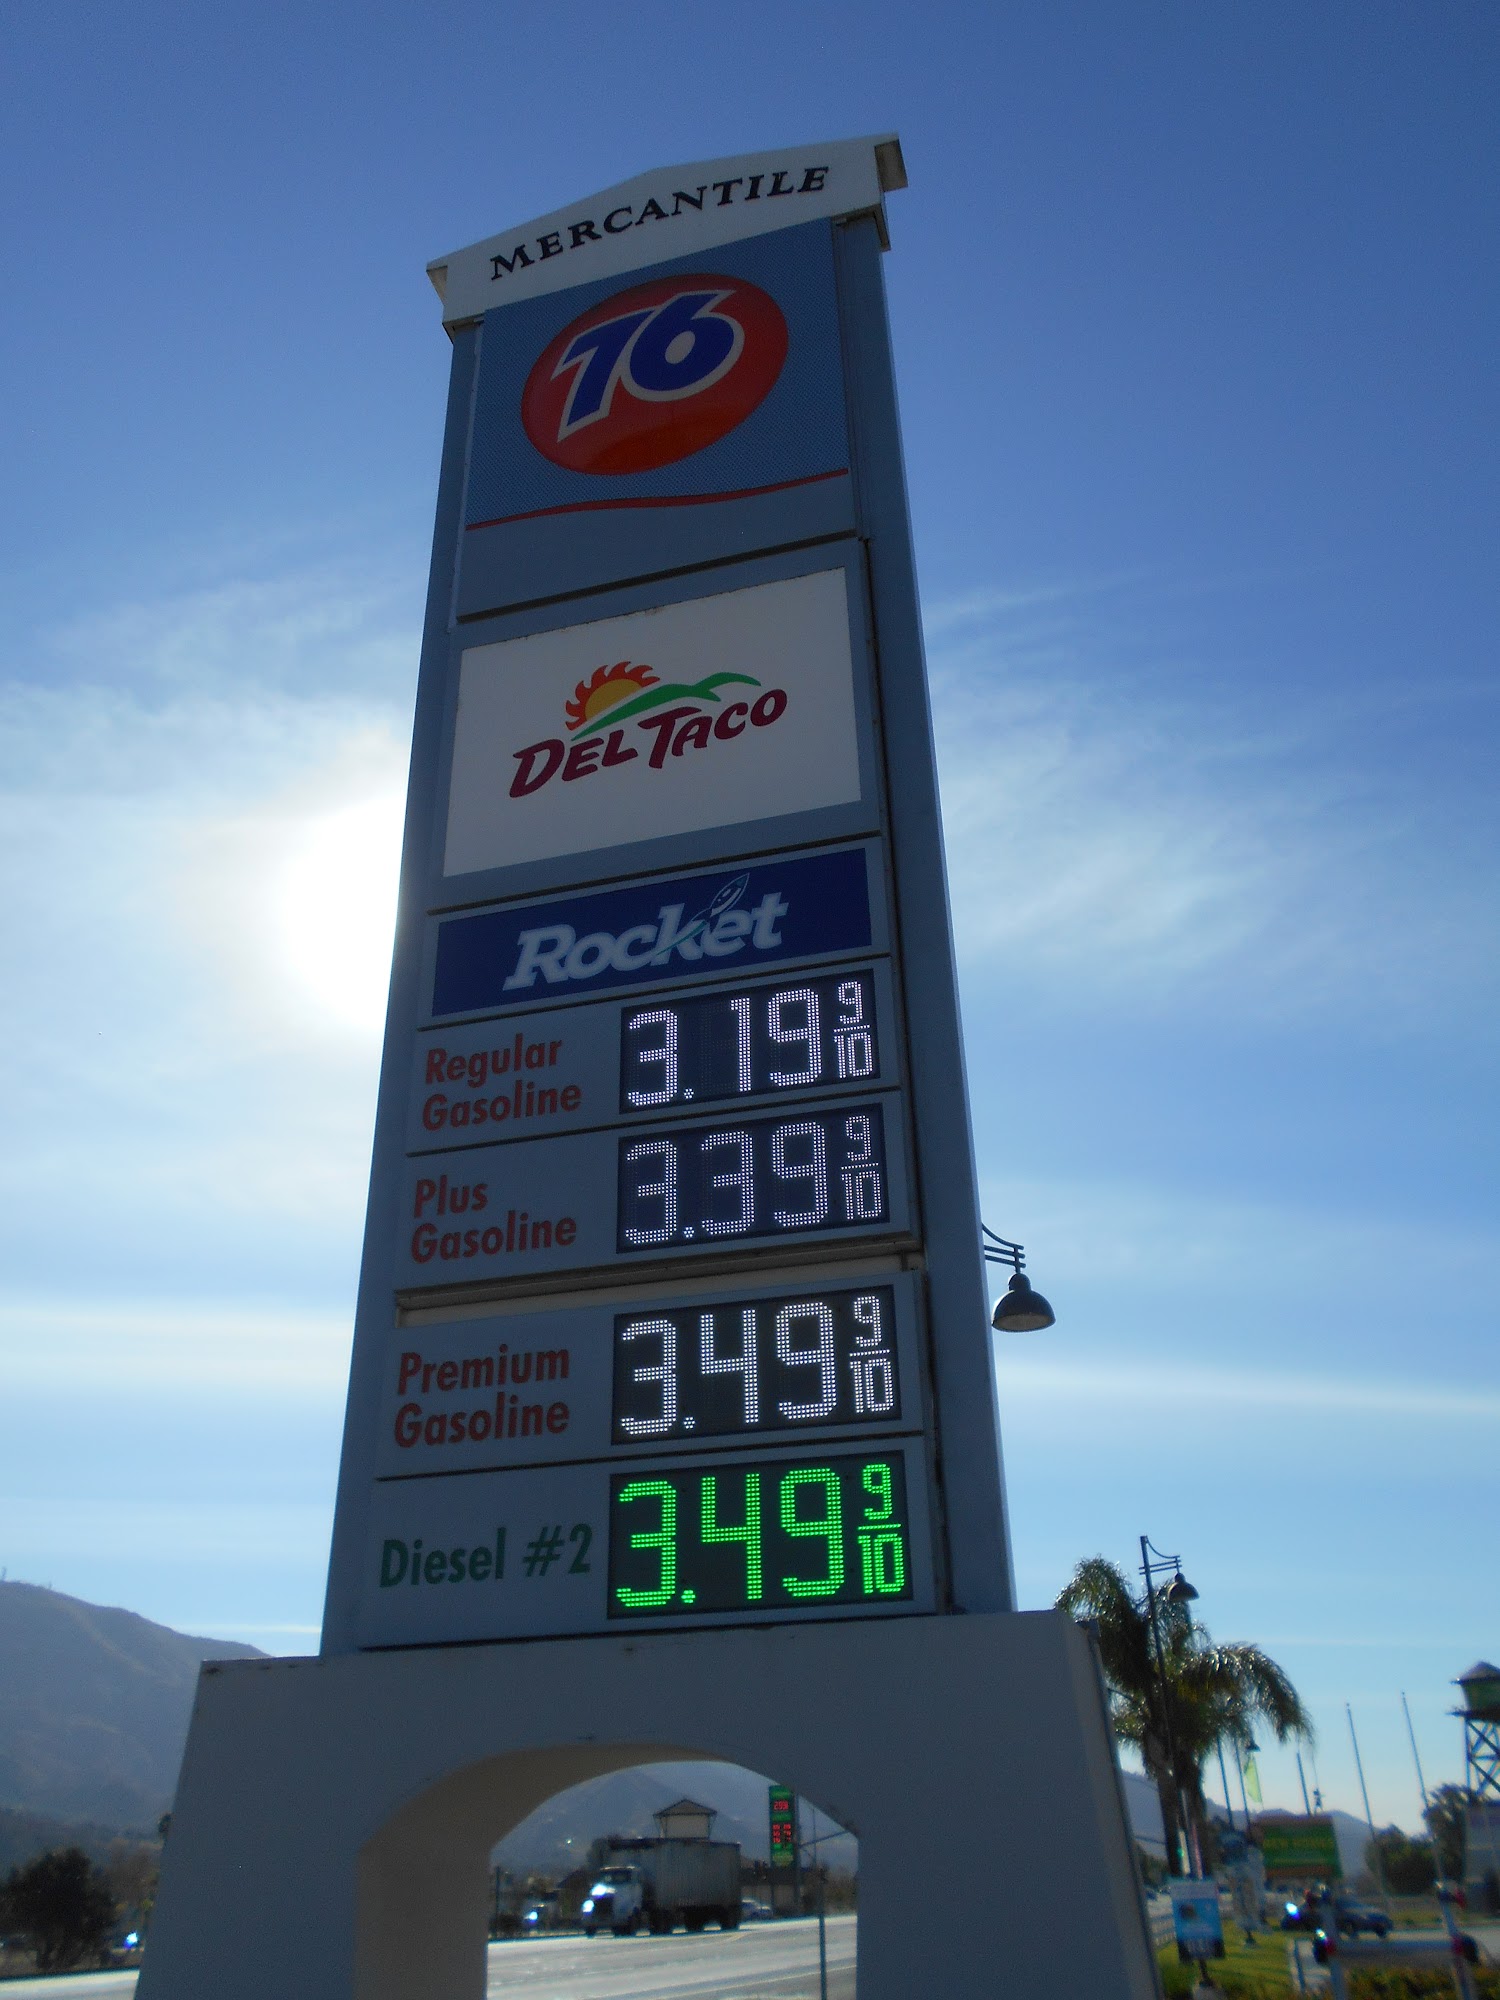 MERCANTILE
76
DEL TACO
Rocket
Regular
Gasoline
3.19 9/10
Plus
Gasoline
3.39 9/10
Premium
Gasoline
3.49 9/10
Diesel #2
3.49 9/10